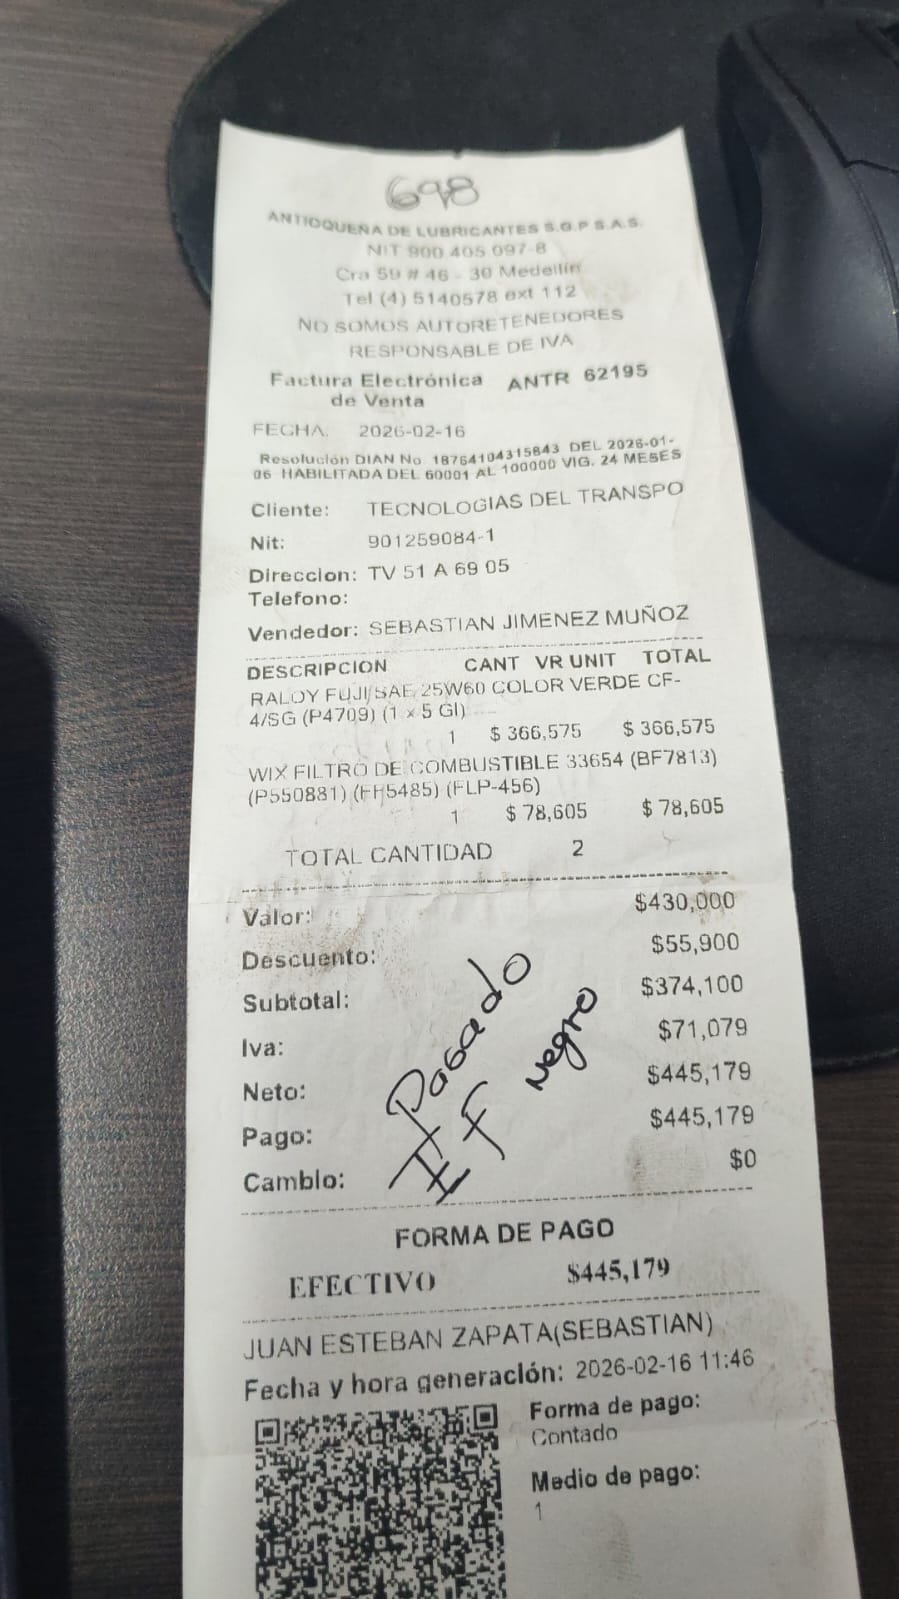 698
ANTIOQUEÑA DE LUBRICANTES S.G.P S.A.S.
NIT 900.405.097-8
Cra 59 # 46 - 30 Medellín
Tel (4) 5140578 ext 112
NO SOMOS AUTORETENEDORES
RESPONSABLE DE IVA
Factura Electrónica de Venta ANTR 62195
FECHA. 2026-02-16
Resolución DIAN No. 18764104315843 DEL 2026-01-
06 HABILITADA DEL 60001 AL 100000 VIG. 24 MESES
Cliente: TECNOLOGIAS DEL TRANSPO
Nit: 901259084-1
Direccion: TV 51 A 69 05
Telefono:
Vendedor: SEBASTIAN JIMENEZ MUÑOZ
DESCRIPCION CANT VR UNIT TOTAL
RALOY FUJI SAE 25W60 COLOR VERDE CF-
4/SG (P4709) (1 x 5 Gl)
1 $ 366,575 $ 366,575
WIX FILTRO DE COMBUSTIBLE 33654 (BF7813)
(P550881) (FF5485) (FLP-456)
1 $ 78,605 $ 78,605
TOTAL CANTIDAD 2
Valor: $430,000
Descuento: $55,900
Subtotal: $374,100
Iva: $71,079
Neto: $445,179
Pago: $445,179
Cambio: $0
Pagado
Negro
FORMA DE PAGO
EFECTIVO $445,179
JUAN ESTEBAN ZAPATA(SEBASTIAN)
Fecha y hora generación: 2026-02-16 11:46
Forma de pago:
Contado
Medio de pago:
1